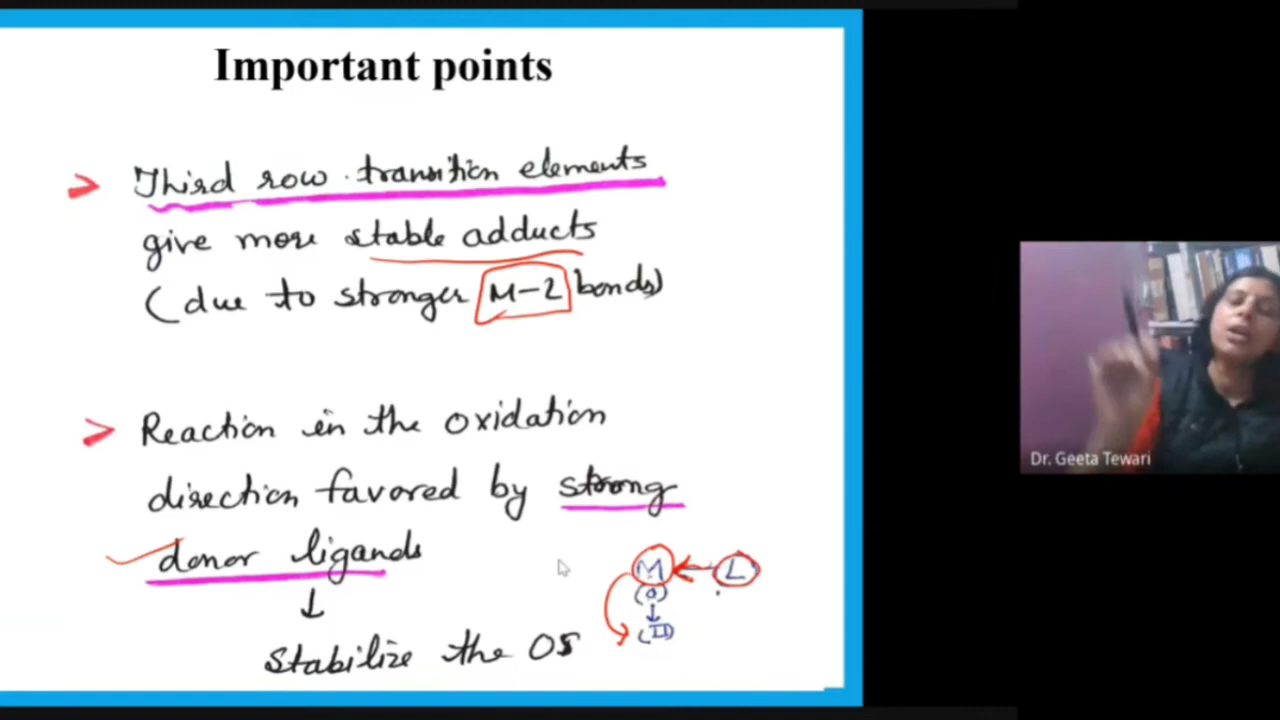 Important points
> Third row transition elements
give more stable adducts
(due to stronger M-L bonds)
> Reaction in the oxidation
direction favored by strong
donor ligands
↓
Stabilize the OS
M ← L
(0)
↓
(II)
Dr. Geeta Tewari